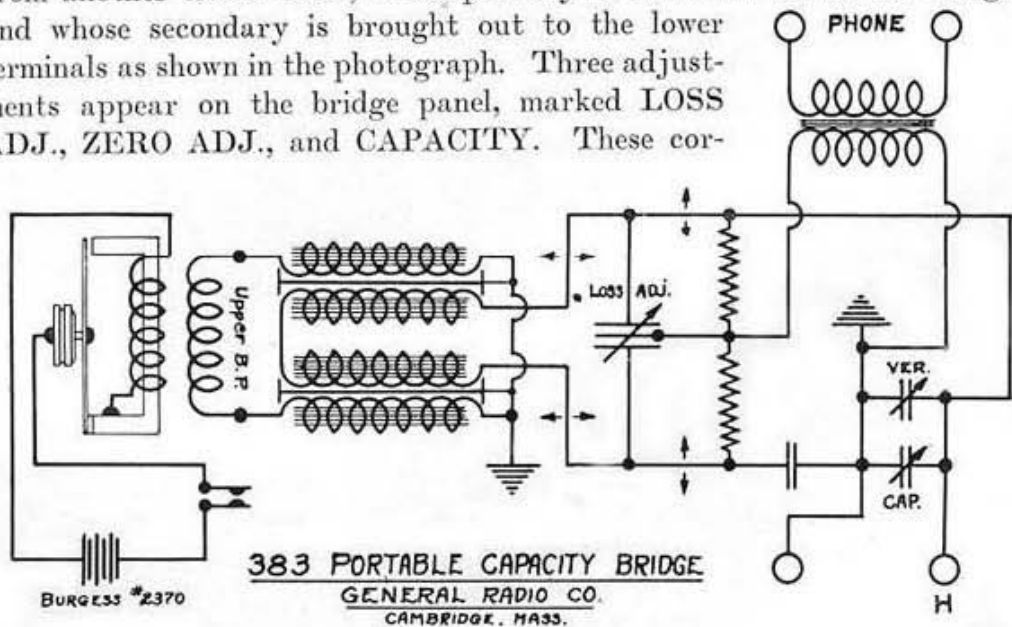 and whose secondary is brought out to the lower
terminals as shown in the photograph. Three adjust-
ments appear on the bridge panel, marked LOSS
ADJ., ZERO ADJ., and CAPACITY. These cor-
PHONE
Upper B.P.
LOSS ADJ.
VER.
CAP.
BURGESS #2370
H
383 PORTABLE CAPACITY BRIDGE
GENERAL RADIO CO.
CAMBRIDGE, MASS.